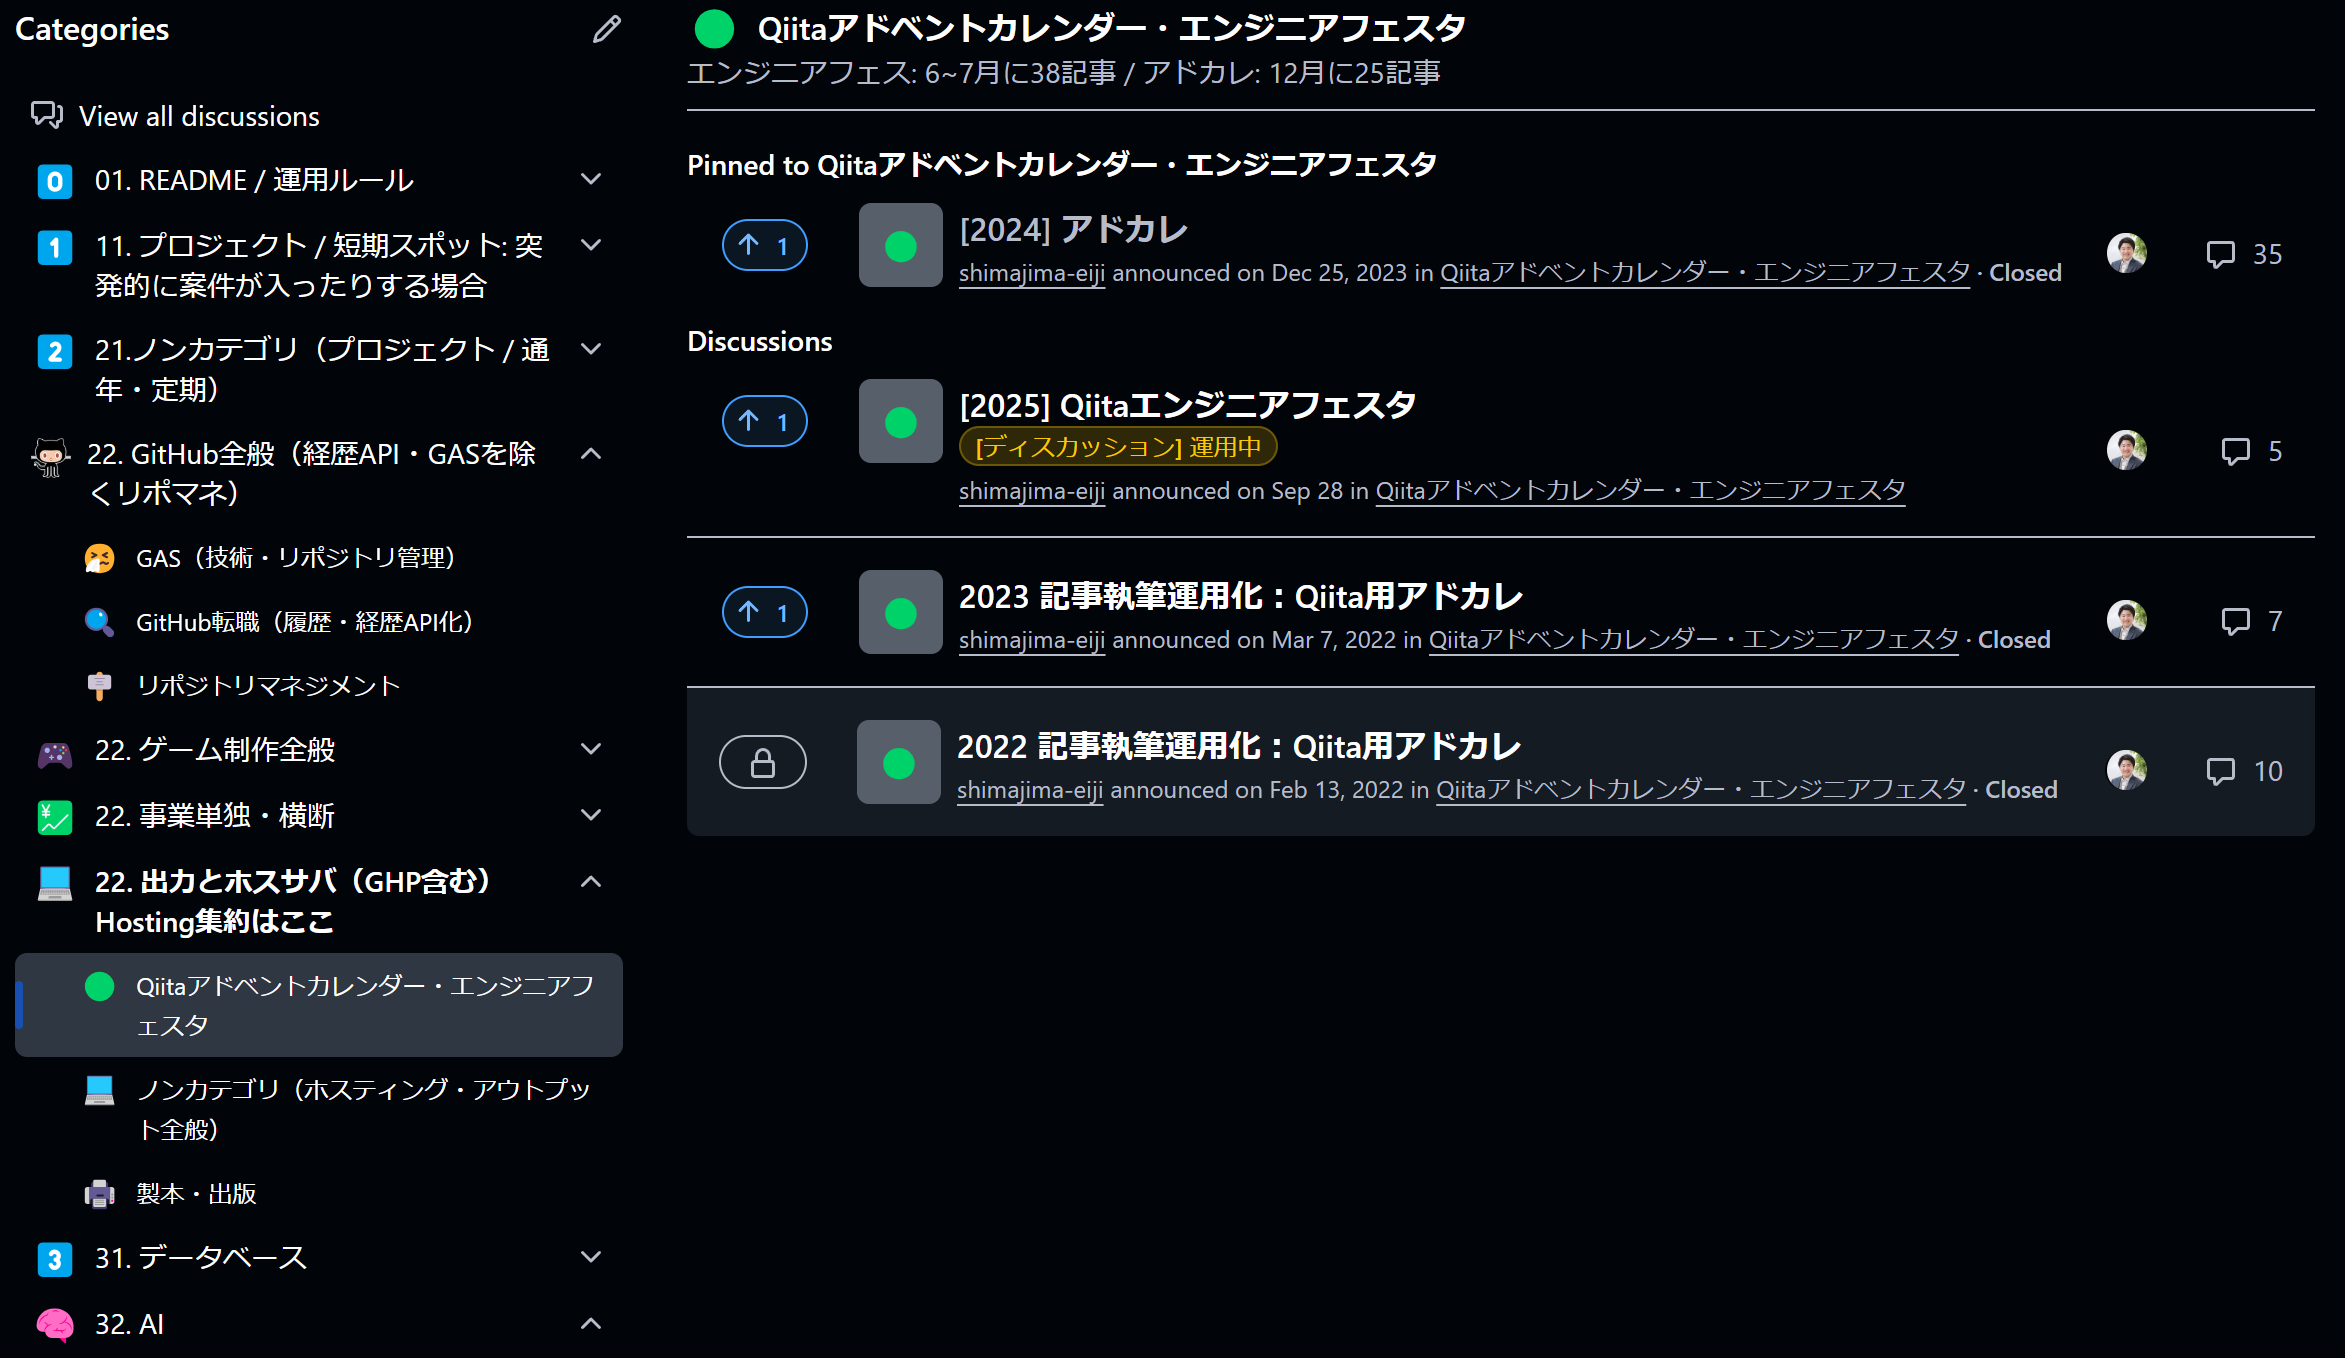 Categories
View all discussions
01. README / 運用ルール
11. プロジェクト / 短期スポット: 突
発的に案件が入ったりする場合
21.ノンカテゴリ（プロジェクト / 通
年・定期）
22. GitHub全般（経歴API・GASを除
くリポマネ）
GAS（技術・リポジトリ管理）
GitHub転職（履歴・経歴API化）
リポジトリマネジメント
22. ゲーム制作全般
22. 事業単独・横断
22. 出力とホスサバ（GHP含む）
Hosting集約はここ
Qiitaアドベントカレンダー・エンジニアフ
ェスタ
ノンカテゴリ（ホスティング・アウトプッ
ト全般）
製本・出版
31. データベース
32. AI
Qiitaアドベントカレンダー・エンジニアフェスタ
エンジニアフェス: 6~7月に38記事 / アドカレ: 12月に25記事
Pinned to Qiitaアドベントカレンダー・エンジニアフェスタ
1
[2024] アドカレ
shimajima-eiji announced on Dec 25, 2023 in Qiitaアドベントカレンダー・エンジニアフェスタ · Closed
35
Discussions
1
[2025] Qiitaエンジニアフェスタ
[ディスカッション] 運用中
shimajima-eiji announced on Sep 28 in Qiitaアドベントカレンダー・エンジニアフェスタ
5
1
2023 記事執筆運用化：Qiita用アドカレ
shimajima-eiji announced on Mar 7, 2022 in Qiitaアドベントカレンダー・エンジニアフェスタ · Closed
7
2022 記事執筆運用化：Qiita用アドカレ
shimajima-eiji announced on Feb 13, 2022 in Qiitaアドベントカレンダー・エンジニアフェスタ · Closed
10